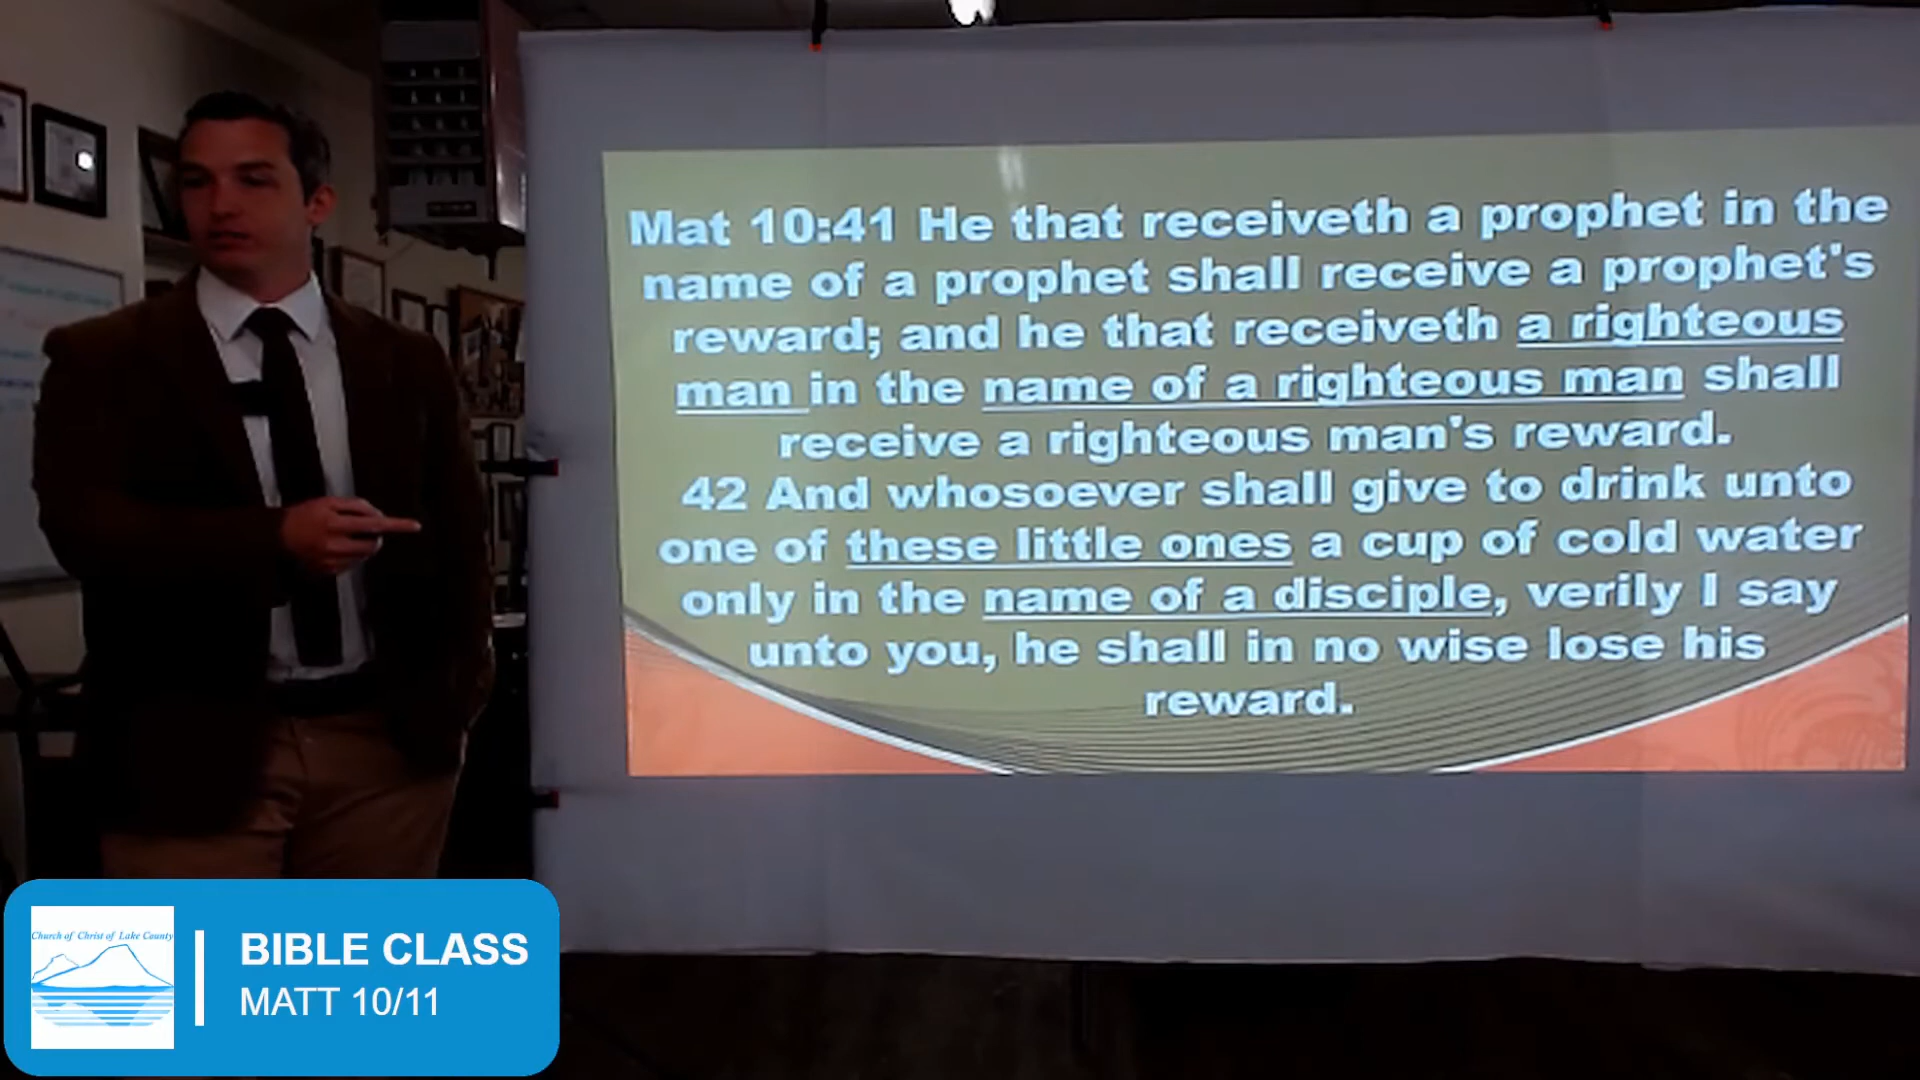 Mat 10:41 He that receiveth a prophet in the
name of a prophet shall receive a prophet's
reward; and he that receiveth a righteous
man in the name of a righteous man shall
receive a righteous man's reward.
42 And whosoever shall give to drink unto
one of these little ones a cup of cold water
only in the name of a disciple, verily I say
unto you, he shall in no wise lose his
reward.
Church of Christ of Lake County
BIBLE CLASS
MATT 10/11